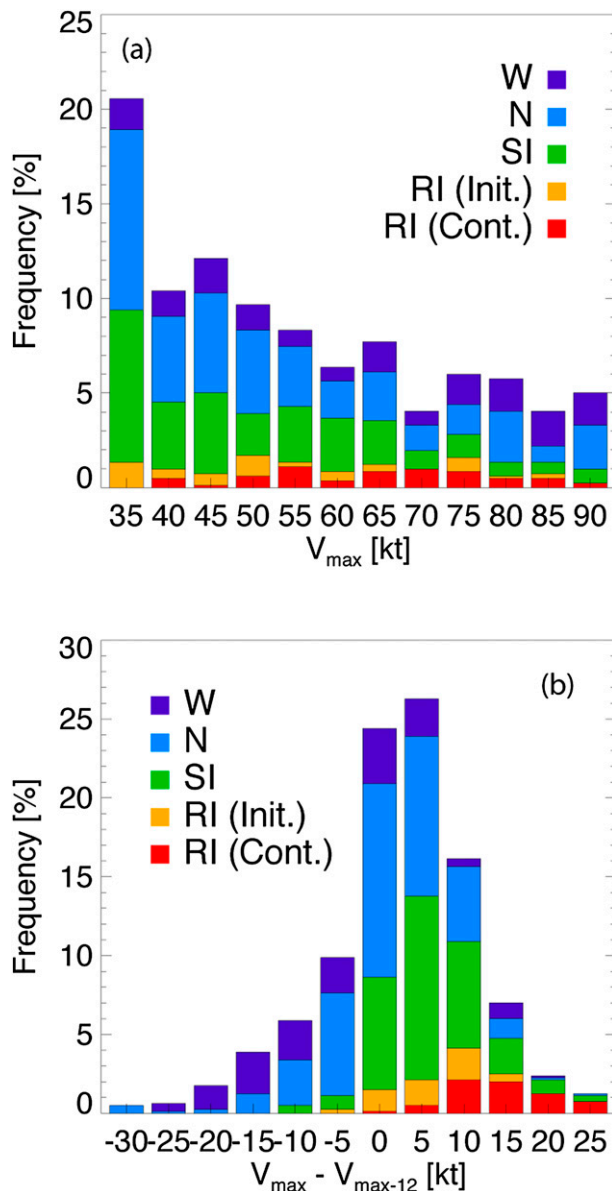 (a)
W
N
SI
RI (Init.)
RI (Cont.)
Frequency [%]
25
20
15
10
5
0
35 40 45 50 55 60 65 70 75 80 85 90
Vmax [kt]
(b)
W
N
SI
RI (Init.)
RI (Cont.)
Frequency [%]
30
25
20
15
10
5
0
-30 -25 -20 -15 -10 -5 0 5 10 15 20 25
Vmax - Vmax-12 [kt]